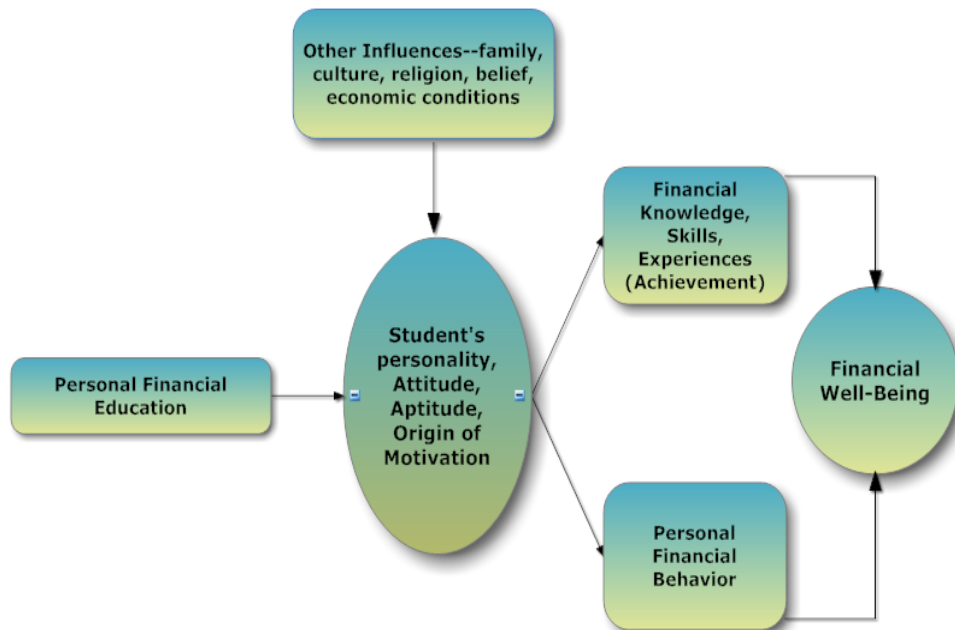 Other Influences--family,
culture, religion, belief,
economic conditions
Financial
Knowledge,
Skills,
Experiences
(Achievement)
Student's
personality,
Attitude,
Aptitude,
Origin of
Motivation
Personal Financial
Education
Financial
Well-Being
Personal
Financial
Behavior